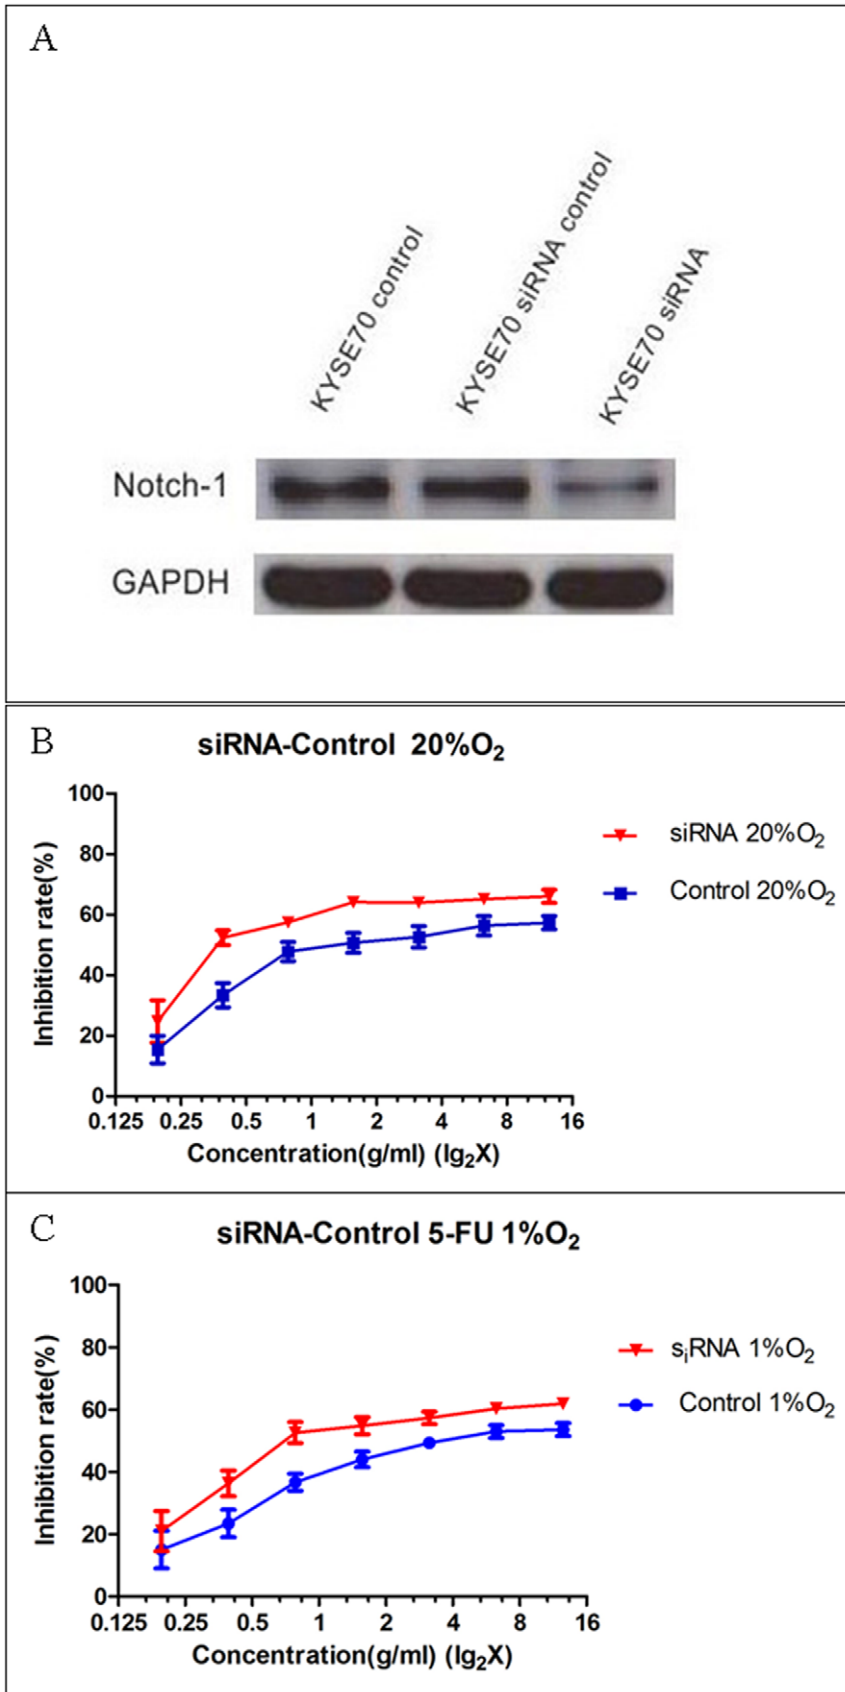 A
KYSE70 control
KYSE70 siRNA control
KYSE70 siRNA
Notch-1
GAPDH
B
siRNA-Control 20%O₂
100
80
60
40
20
0
Inhibition rate(%)
0.125 0.25 0.5 1 2 4 8 16
Concentration(g/ml) (lg₂X)
siRNA 20%O₂
Control 20%O₂
C
siRNA-Control 5-FU 1%O₂
100
80
60
40
20
0
Inhibition rate(%)
0.125 0.25 0.5 1 2 4 8 16
Concentration(g/ml) (lg₂X)
sᵢRNA 1%O₂
Control 1%O₂